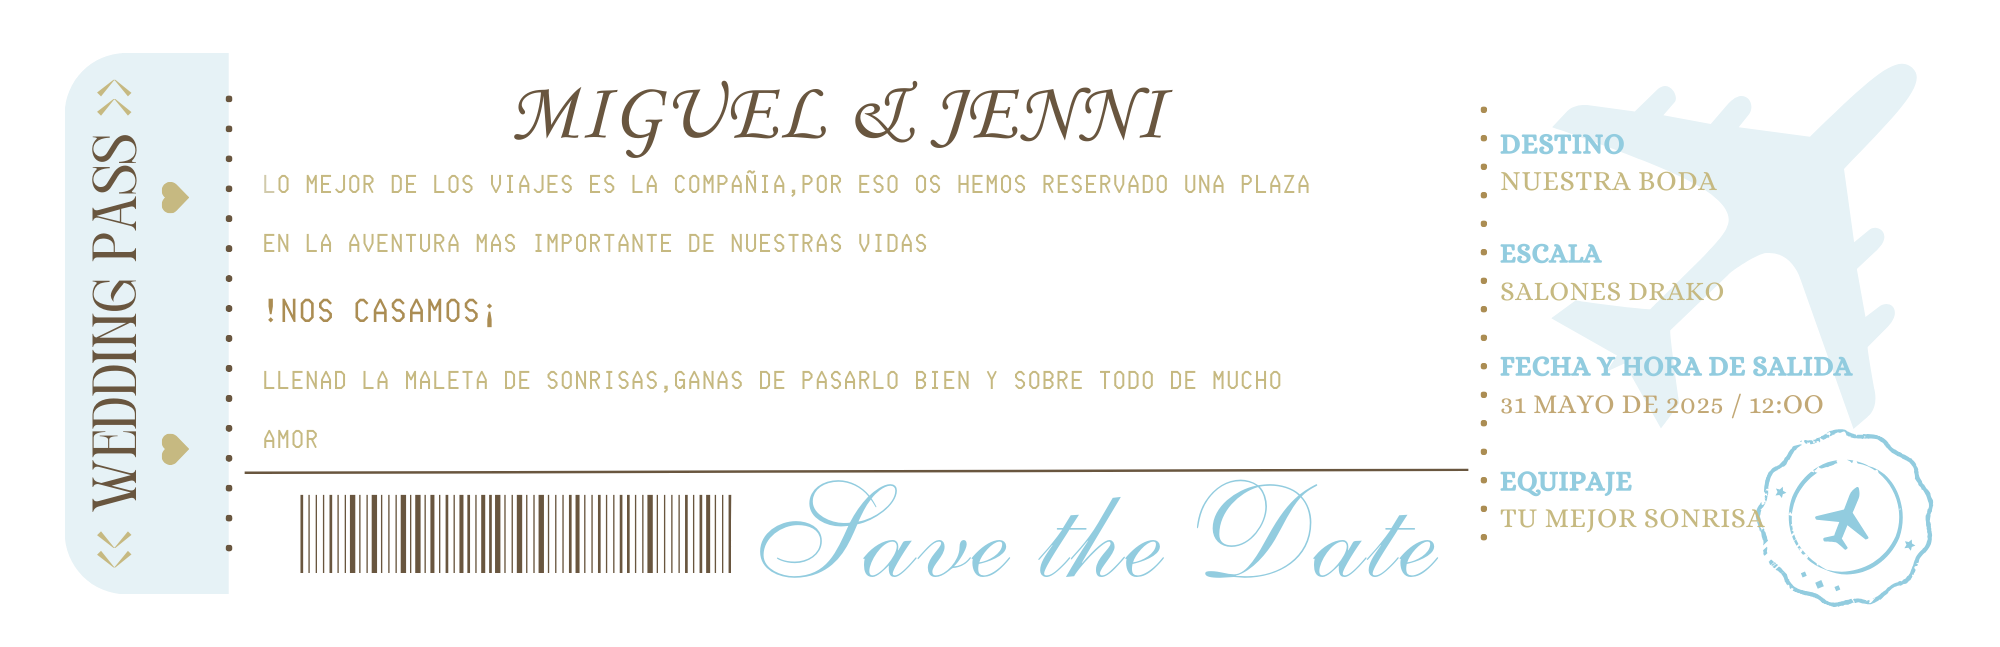 WEDDING PASS
MIGUEL & JENNI
LO MEJOR DE LOS VIAJES ES LA COMPAÑIA,POR ESO OS HEMOS RESERVADO UNA PLAZA
EN LA AVENTURA MAS IMPORTANTE DE NUESTRAS VIDAS
!NOS CASAMOS¡
LLENAD LA MALETA DE SONRISAS,GANAS DE PASARLO BIEN Y SOBRE TODO DE MUCHO
AMOR
Save the Date
DESTINO
NUESTRA BODA
ESCALA
SALONES DRAKO
FECHA Y HORA DE SALIDA
31 MAYO DE 2025 / 12:OO
EQUIPAJE
TU MEJOR SONRISA